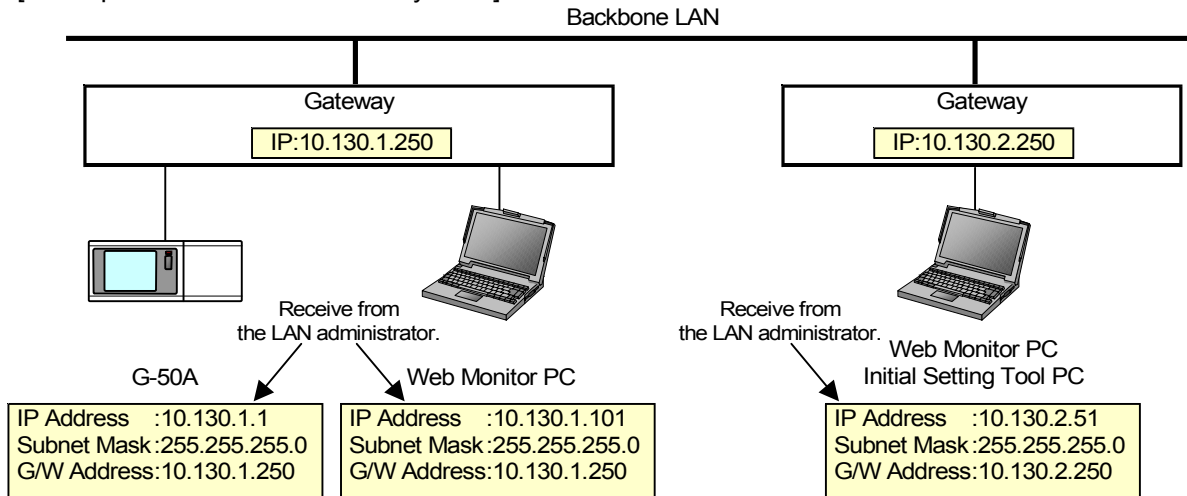 Backbone LAN
Gateway
IP:10.130.1.250
Gateway
IP:10.130.2.250
Receive from
the LAN administrator.
Receive from
the LAN administrator.
G-50A
Web Monitor PC
Web Monitor PC
Initial Setting Tool PC
IP Address :10.130.1.1
Subnet Mask:255.255.255.0
G/W Address:10.130.1.250
IP Address :10.130.1.101
Subnet Mask:255.255.255.0
G/W Address:10.130.1.250
IP Address :10.130.2.51
Subnet Mask:255.255.255.0
G/W Address:10.130.2.250